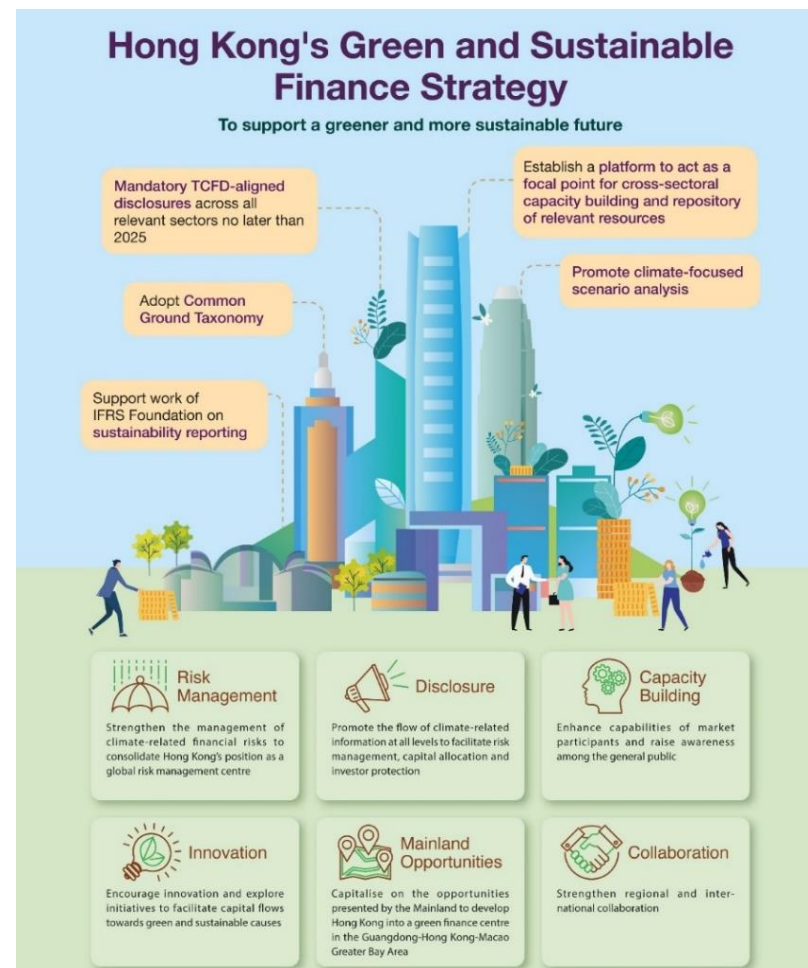 Hong Kong's Green and Sustainable
Finance Strategy
To support a greener and more sustainable future
Mandatory TCFD-aligned
disclosures across all
relevant sectors no later than
2025
Establish a platform to act as a
focal point for cross-sectoral
capacity building and repository
of relevant resources
Adopt Common
Ground Taxonomy
Promote climate-focused
scenario analysis
Support work of
IFRS Foundation on
sustainability reporting
Risk
Management
Strengthen the management of
climate-related financial risks to
consolidate Hong Kong's position as a
global risk management centre
Disclosure
Promote the flow of climate-related
information at all levels to facilitate risk
management, capital allocation and
investor protection
Capacity
Building
Enhance capabilities of market
participants and raise awareness
among the general public
Innovation
Encourage innovation and explore
initiatives to facilitate capital flows
towards green and sustainable causes
Mainland
Opportunities
Capitalise on the opportunities
presented by the Mainland to develop
Hong Kong into a green finance centre
in the Guangdong-Hong Kong-Macao
Greater Bay Area
Collaboration
Strengthen regional and inter-
national collaboration